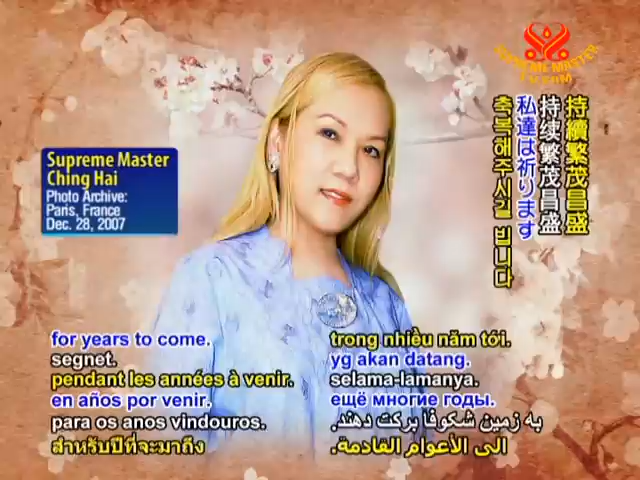 SUPREME MASTER
持續繁茂昌盛
持续繁茂昌盛
私達は祈ります
축복해주시길 빕니다
Supreme Master
Ching Hai
Photo Archive:
Paris, France
Dec. 28, 2007
for years to come.
segnet.
pendant les années à venir.
en años por venir.
para os anos vindouros.
สำหรับปีที่จะมาถึง
trong nhiều năm tới.
yg akan datang.
selama-lamanya.
ещё многие годы.
به زمین شکوفا برکت دهند.
الى الأعوام القادمة.